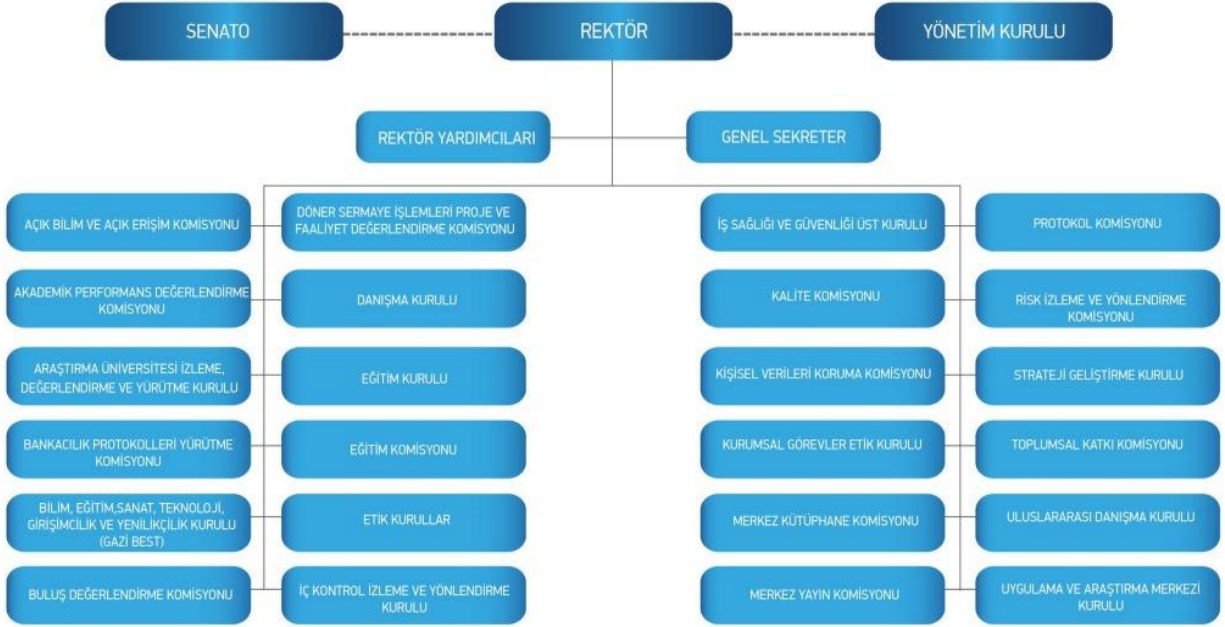 SENATO
REKTÖR
YÖNETİM KURULU
REKTÖR YARDIMCILARI
GENEL SEKRETER
AÇIK BİLİM VE AÇIK ERİŞİM KOMİSYONU
DÖNER SERMAYE İŞLEMLERİ PROJE VE
FAALİYET DEĞERLENDİRME KOMİSYONU
İŞ SAĞLIĞI VE GÜVENLİĞİ ÜST KURULU
PROTOKOL KOMİSYONU
AKADEMİK PERFORMANS DEĞERLENDİRME
KOMİSYONU
DANIŞMA KURULU
KALİTE KOMİSYONU
RİSK İZLEME VE YÖNLENDİRME
KOMİSYONU
ARAŞTIRMA ÜNİVERSİTESİ İZLEME,
DEĞERLENDİRME VE YÜRÜTME KURULU
EĞİTİM KURULU
KİŞİSEL VERİLERİ KORUMA KOMİSYONU
STRATEJİ GELİŞTİRME KURULU
BANKACILIK PROTOKOLLERİ YÜRÜTME
KOMİSYONU
EĞİTİM KOMİSYONU
KURUMSAL GÖREVLER ETİK KURULU
TOPLUMSAL KATKI KOMİSYONU
BİLİM, EĞİTİM,SANAT, TEKNOLOJİ,
GİRİŞİMCİLİK VE YENİLİKÇİLİK KURULU
(GAZİ BEST)
ETİK KURULLAR
MERKEZ KÜTÜPHANE KOMİSYONU
ULUSLARARASI DANIŞMA KURULU
BULUŞ DEĞERLENDİRME KOMİSYONU
İÇ KONTROL İZLEME VE YÖNLENDİRME
KURULU
MERKEZ YAYIN KOMİSYONU
UYGULAMA VE ARAŞTIRMA MERKEZİ
KURULU